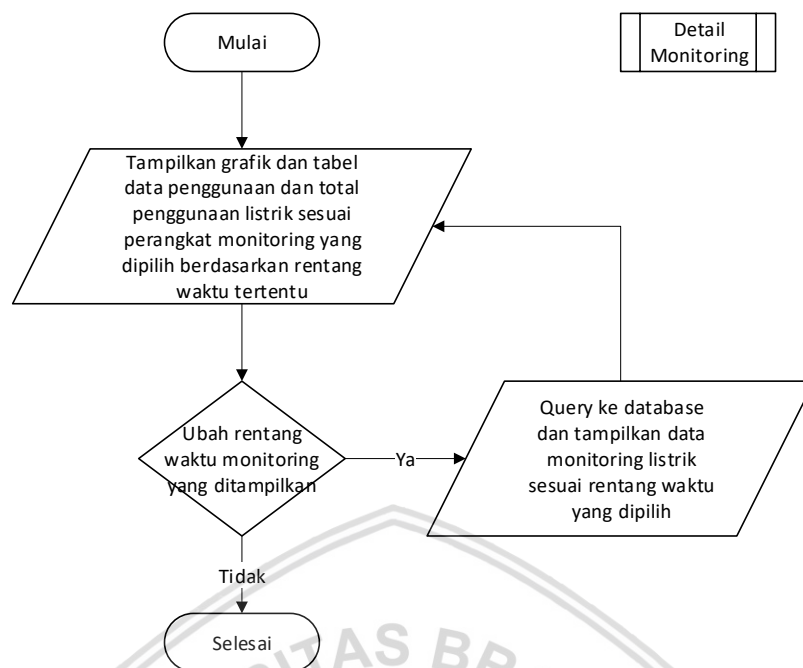 Mulai
Detail
Monitoring
Tampilkan grafik dan tabel
data penggunaan dan total
penggunaan listrik sesuai
perangkat monitoring yang
dipilih berdasarkan rentang
waktu tertentu
Ubah rentang
waktu monitoring
yang ditampilkan
Ya
Query ke database
dan tampilkan data
monitoring listrik
sesuai rentang waktu
yang dipilih
Tidak
Selesai